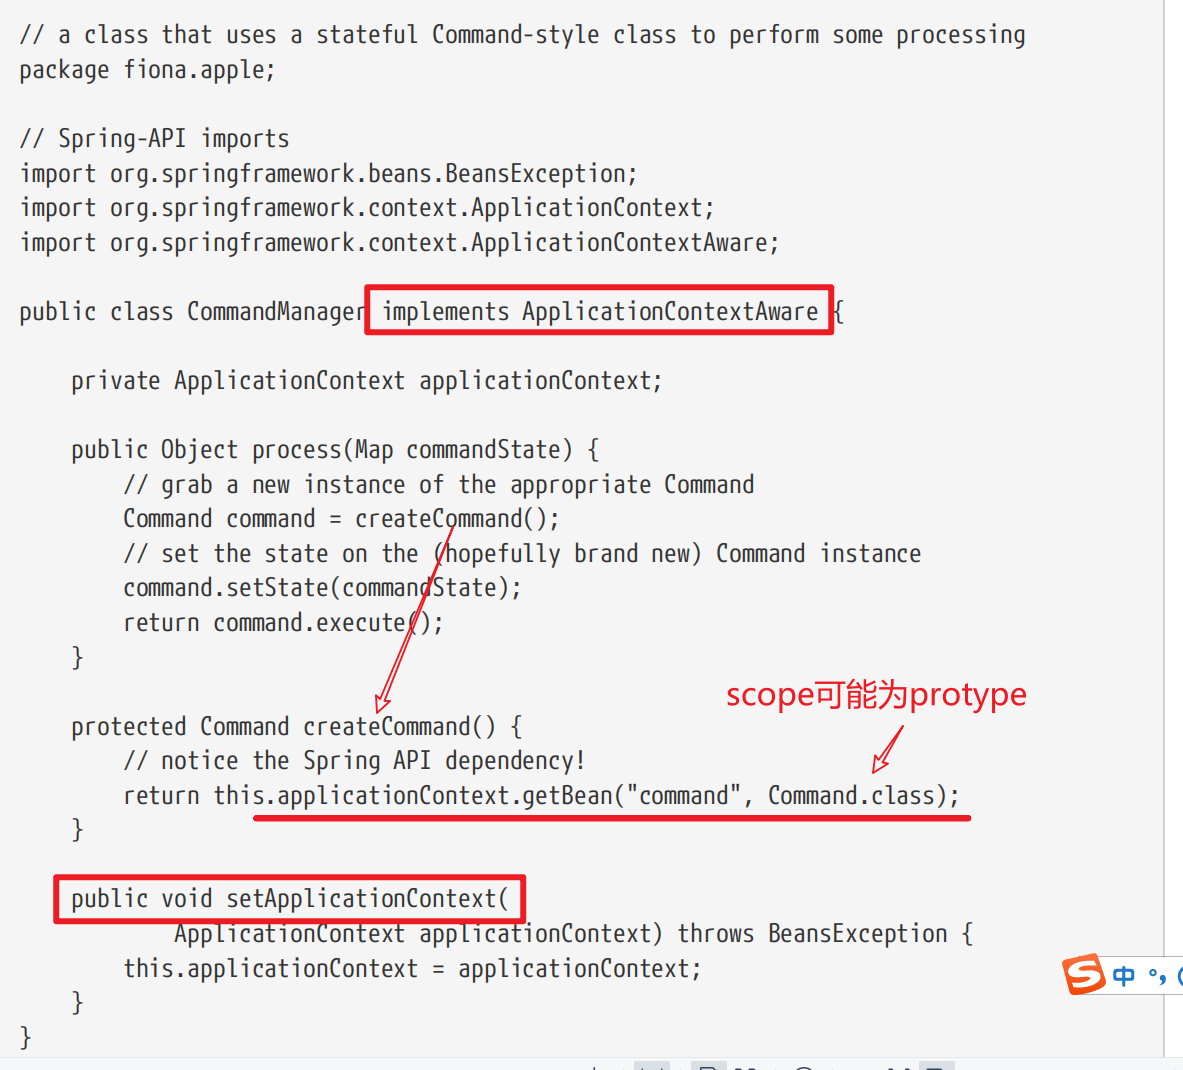 // a class that uses a stateful Command-style class to perform some processing
package fiona.apple;
// Spring-API imports
import org.springframework.beans.BeansException;
import org.springframework.context.ApplicationContext;
import org.springframework.context.ApplicationContextAware;
public class CommandManager implements ApplicationContextAware {
private ApplicationContext applicationContext;
public Object process(Map commandState) {
// grab a new instance of the appropriate Command
Command command = createCommand();
// set the state on the (hopefully brand new) Command instance
command.setState(commandState);
return command.execute();
}
scope可能为protype
protected Command createCommand() {
// notice the Spring API dependency!
return this.applicationContext.getBean("command", Command.class);
}
public void setApplicationContext(
ApplicationContext applicationContext) throws BeansException {
this.applicationContext = applicationContext;
}
}
S中°,